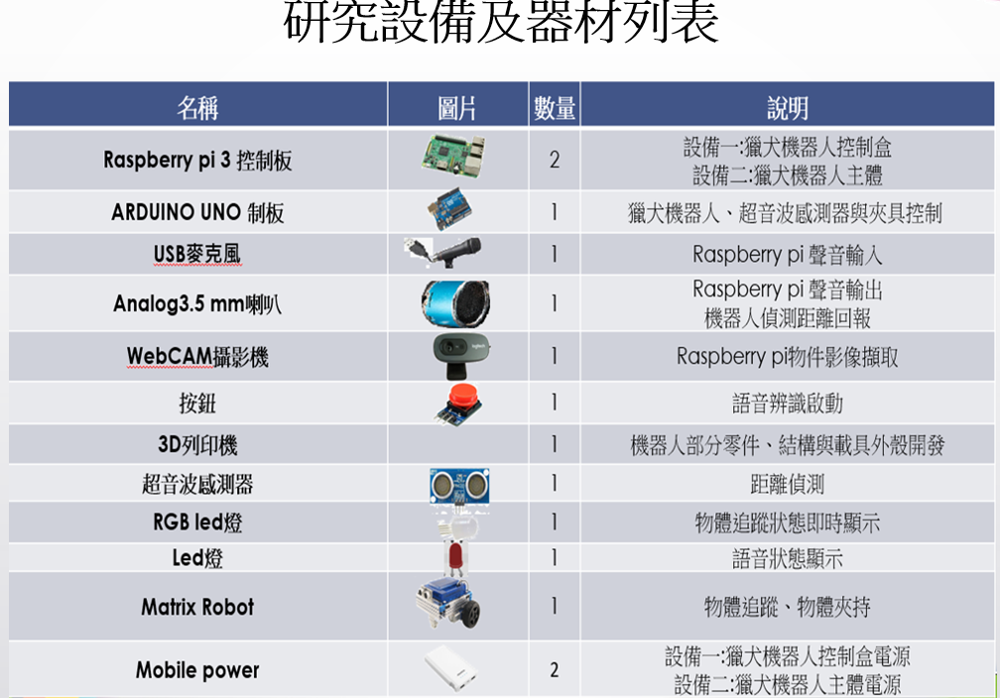 研究設備及器材列表
名稱 圖片 數量 說明
Raspberry pi 3 控制板 2 設備一:獵犬機器人控制盒
設備二:獵犬機器人主體
ARDUINO UNO 制板 1 獵犬機器人、超音波感測器與夾具控制
USB麥克風 1 Raspberry pi 聲音輸入
Analog3.5 mm喇叭 1 Raspberry pi 聲音輸出
機器人偵測距離回報
WebCAM攝影機 1 Raspberry pi物件影像擷取
按鈕 1 語音辨識啟動
3D列印機 1 機器人部分零件、結構與載具外殼開發
超音波感測器 1 距離偵測
RGB led燈 1 物體追蹤狀態即時顯示
Led燈 1 語音狀態顯示
Matrix Robot 1 物體追蹤、物體夾持
Mobile power 2 設備一:獵犬機器人控制盒電源
設備二:獵犬機器人主體電源